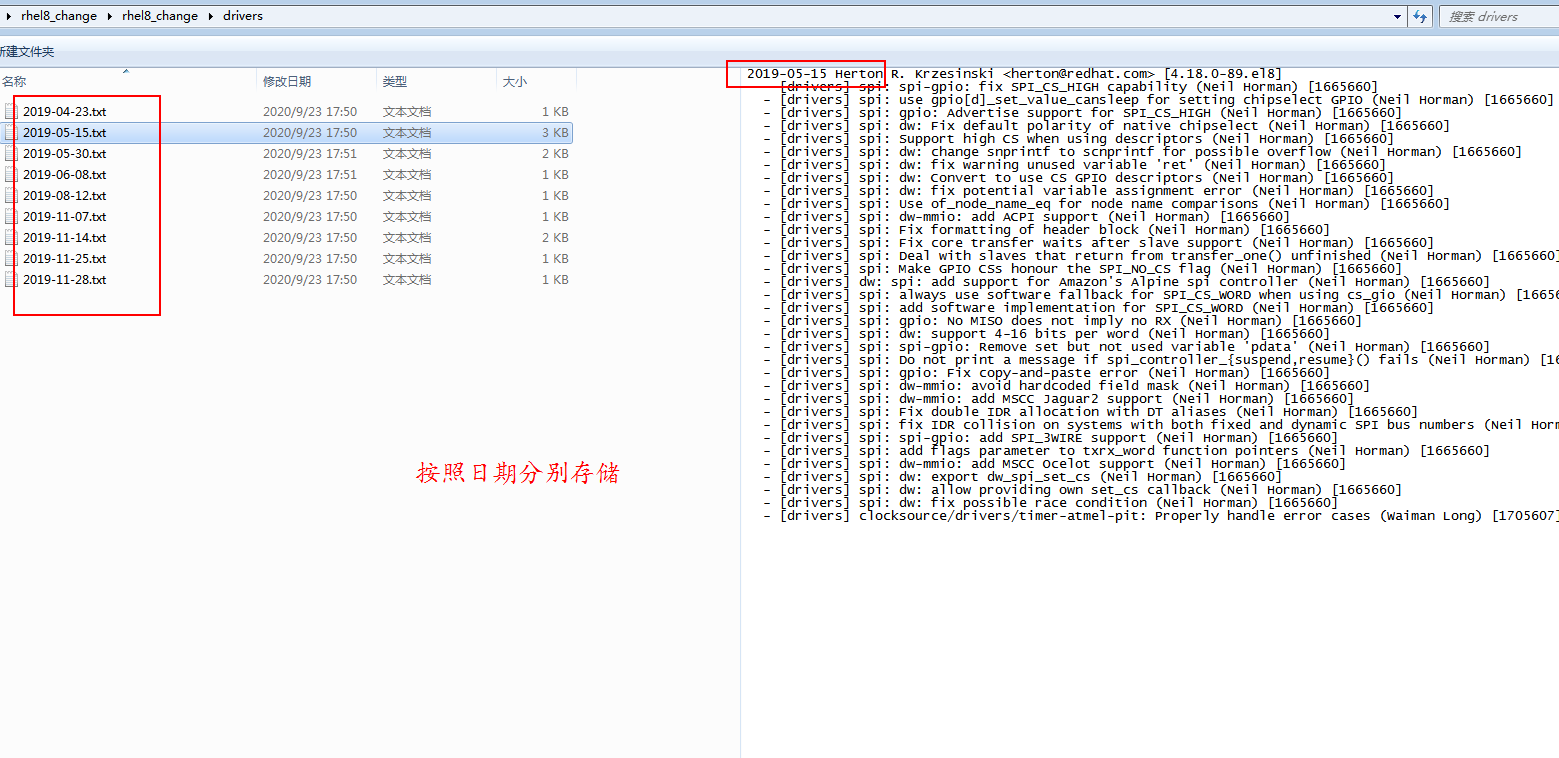 rhel8_change ▸ rhel8_change ▸ drivers
搜索 drivers
新建文件夹
名称 修改日期 类型 大小
2019-04-23.txt 2020/9/23 17:50 文本文档 1 KB
2019-05-15.txt 2020/9/23 17:50 文本文档 3 KB
2019-05-30.txt 2020/9/23 17:51 文本文档 2 KB
2019-06-08.txt 2020/9/23 17:51 文本文档 1 KB
2019-08-12.txt 2020/9/23 17:50 文本文档 1 KB
2019-11-07.txt 2020/9/23 17:50 文本文档 1 KB
2019-11-14.txt 2020/9/23 17:50 文本文档 2 KB
2019-11-25.txt 2020/9/23 17:50 文本文档 1 KB
2019-11-28.txt 2020/9/23 17:50 文本文档 1 KB
按照日期分别存储
2019-05-15 Herton R. Krzesinski <herton@redhat.com> [4.18.0-89.el8]
- [drivers] spi: spi-gpio: fix SPI_CS_HIGH capability (Neil Horman) [1665660]
- [drivers] spi: use gpio[d]_set_value_cansleep for setting chipselect GPIO (Neil Horman) [1665660]
- [drivers] spi: gpio: Advertise support for SPI_CS_HIGH (Neil Horman) [1665660]
- [drivers] spi: dw: Fix default polarity of native chipselect (Neil Horman) [1665660]
- [drivers] spi: Support high CS when using descriptors (Neil Horman) [1665660]
- [drivers] spi: dw: change snprintf to scnprintf for possible overflow (Neil Horman) [1665660]
- [drivers] spi: dw: fix warning unused variable 'ret' (Neil Horman) [1665660]
- [drivers] spi: dw: Convert to use CS GPIO descriptors (Neil Horman) [1665660]
- [drivers] spi: dw: fix potential variable assignment error (Neil Horman) [1665660]
- [drivers] spi: Use of_node_name_eq for node name comparisons (Neil Horman) [1665660]
- [drivers] spi: dw-mmio: add ACPI support (Neil Horman) [1665660]
- [drivers] spi: Fix formatting of header block (Neil Horman) [1665660]
- [drivers] spi: Fix core transfer waits after slave support (Neil Horman) [1665660]
- [drivers] spi: Deal with slaves that return from transfer_one() unfinished (Neil Horman) [1665660]
- [drivers] spi: Make GPIO CSs honour the SPI_NO_CS flag (Neil Horman) [1665660]
- [drivers] dw: spi: add support for Amazon's Alpine spi controller (Neil Horman) [1665660]
- [drivers] spi: always use software fallback for SPI_CS_WORD when using cs_gio (Neil Horman) [1665
- [drivers] spi: add software implementation for SPI_CS_WORD (Neil Horman) [1665660]
- [drivers] spi: gpio: No MISO does not imply no RX (Neil Horman) [1665660]
- [drivers] spi: dw: support 4-16 bits per word (Neil Horman) [1665660]
- [drivers] spi: spi-gpio: Remove set but not used variable 'pdata' (Neil Horman) [1665660]
- [drivers] spi: Do not print a message if spi_controller_{suspend,resume}() fails (Neil Horman) [1
- [drivers] spi: gpio: Fix copy-and-paste error (Neil Horman) [1665660]
- [drivers] spi: dw-mmio: avoid hardcoded field mask (Neil Horman) [1665660]
- [drivers] spi: dw-mmio: add MSCC Jaguar2 support (Neil Horman) [1665660]
- [drivers] spi: Fix double IDR allocation with DT aliases (Neil Horman) [1665660]
- [drivers] spi: fix IDR collision on systems with both fixed and dynamic SPI bus numbers (Neil Hor
- [drivers] spi: spi-gpio: add SPI_3WIRE support (Neil Horman) [1665660]
- [drivers] spi: add flags parameter to txrx_word function pointers (Neil Horman) [1665660]
- [drivers] spi: dw-mmio: add MSCC Ocelot support (Neil Horman) [1665660]
- [drivers] spi: dw: export dw_spi_set_cs (Neil Horman) [1665660]
- [drivers] spi: dw: allow providing own set_cs callback (Neil Horman) [1665660]
- [drivers] spi: dw: fix possible race condition (Neil Horman) [1665660]
- [drivers] clocksource/drivers/timer-atmel-pit: Properly handle error cases (Waiman Long) [1705607]